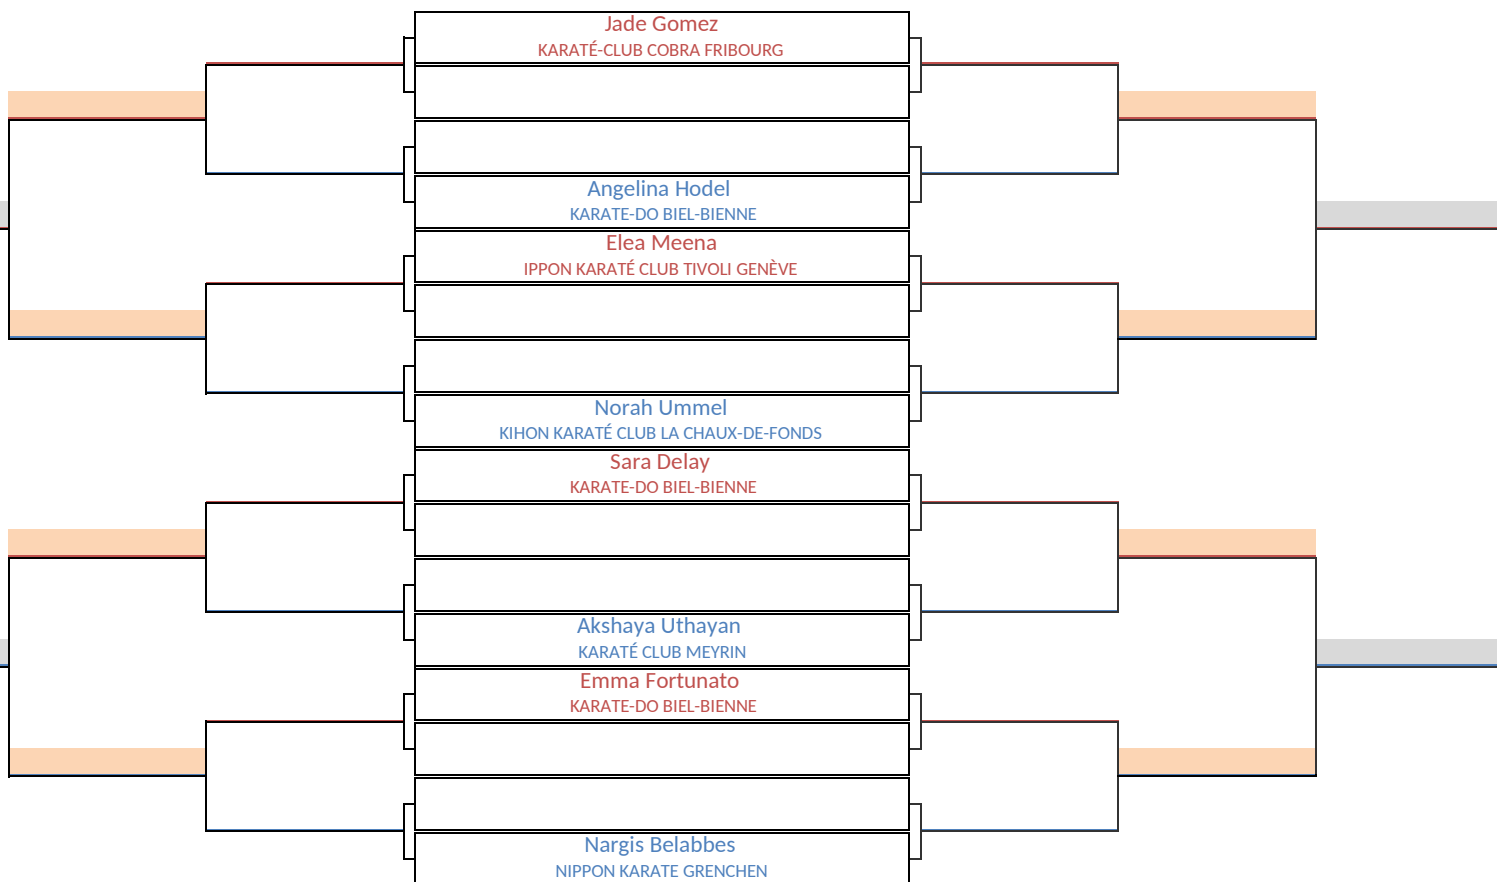 Jade Gomez
KARATÉ-CLUB COBRA FRIBOURG
Angelina Hodel
KARATE-DO BIEL-BIENNE
Elea Meena
IPPON KARATÉ CLUB TIVOLI GENÈVE
Norah Ummel
KIHON KARATÉ CLUB LA CHAUX-DE-FONDS
Sara Delay
KARATE-DO BIEL-BIENNE
Akshaya Uthayan
KARATÉ CLUB MEYRIN
Emma Fortunato
KARATE-DO BIEL-BIENNE
Nargis Belabbes
NIPPON KARATE GRENCHEN